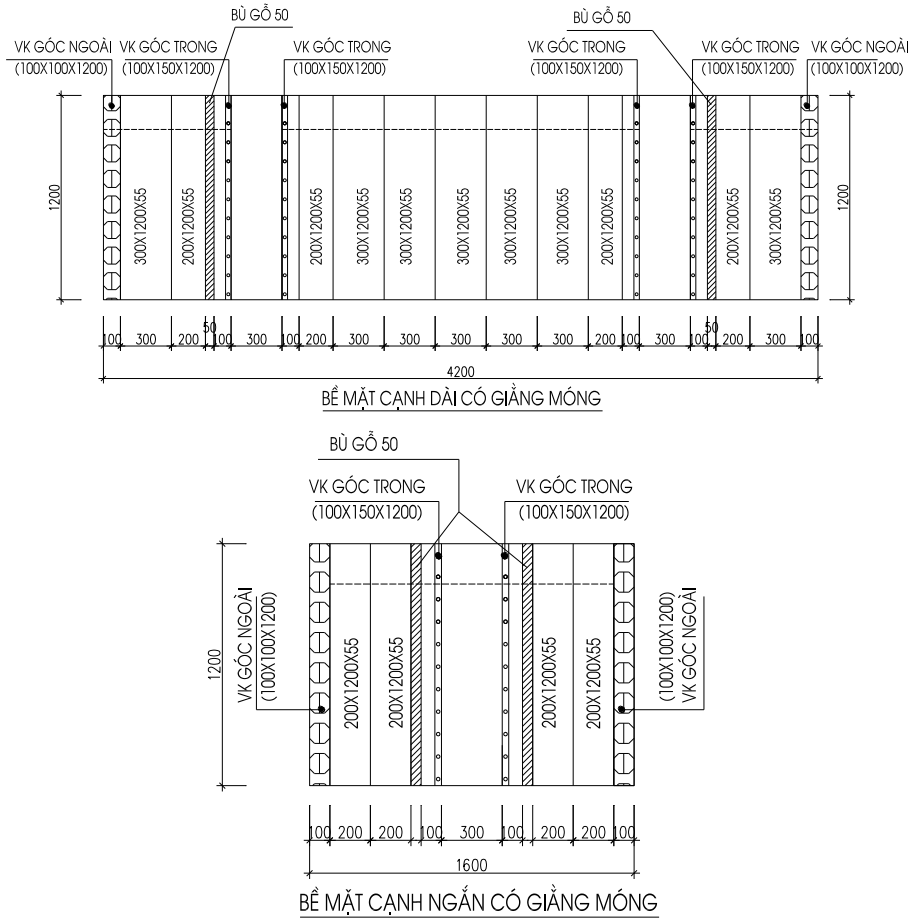 BÙ GỖ 50
BÙ GỖ 50
VK GÓC NGOÀI
(100X100X1200)
VK GÓC TRONG
(100X150X1200)
VK GÓC TRONG
(100X150X1200)
VK GÓC TRONG
(100X150X1200)
VK GÓC TRONG
(100X150X1200)
VK GÓC NGOÀI
(100X100X1200)
1200
300X1200X55
200X1200X55
200X1200X55
300X1200X55
300X1200X55
300X1200X55
300X1200X55
300X1200X55
200X1200X55
200X1200X55
300X1200X55
1200
50
50
100 300 200 100 300 100 200 300 300 300 300 300 200 100 300 100 200 300 100
4200
BỀ MẶT CẠNH DÀI CÓ GIẰNG MÓNG
BÙ GỖ 50
VK GÓC TRONG
(100X150X1200)
VK GÓC TRONG
(100X150X1200)
1200
VK GÓC NGOÀI
(100X100X1200)
200X1200X55
200X1200X55
200X1200X55
200X1200X55
(100X100X1200)
VK GÓC NGOÀI
100 200 200 100 300 100 200 200 100
1600
BỀ MẶT CẠNH NGẮN CÓ GIẰNG MÓNG